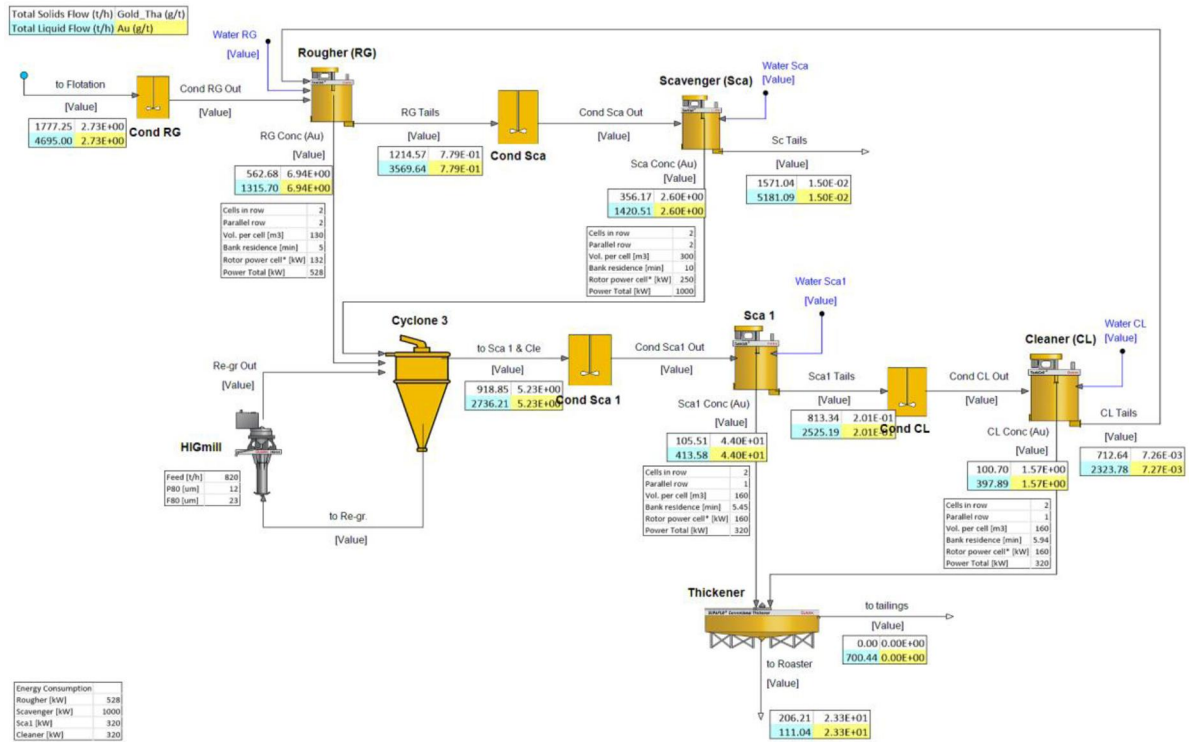 Total Solids Flow (t/h) Gold_Tha (g/t)
Total Liquid Flow (t/h) Au (g/t)
Water RG
[Value]
Rougher (RG)
Water Sca
[Value]
Scavenger (Sca)
to Flotation
[Value]
Cond RG Out
[Value]
Cond RG
1777.25 2.73E+00
4695.00 2.73E+00
RG Tails
[Value]
Cond Sca Out
[Value]
Cond Sca
1214.57 7.79E-01
3569.64 7.79E-01
Sc Tails
[Value]
1571.04 1.50E-02
5181.09 1.50E-02
RG Conc (Au)
[Value]
562.68 6.94E+00
1315.70 6.94E+00
Cells in row 2
Parallel row 2
Vol. per cell [m3] 130
Bank residence [min] 5
Rotor power cell* [kW] 132
Power Total [kW] 528
Sca Conc (Au)
[Value]
356.17 2.60E+00
1420.51 2.60E+00
Cells in row 2
Parallel row 2
Vol. per cell [m3] 300
Bank residence [min] 10
Rotor power cell* [kW] 250
Power Total [kW] 1000
Cyclone 3
Re-gr Out
[Value]
HIGmill
Feed [t/h] 820
P80 [um] 12
F80 [um] 23
to Re-gr.
[Value]
to Sca 1 & Cle
[Value]
918.85 5.23E+00
2736.21 5.23E+00
Cond Sca 1
Cond Sca1 Out
[Value]
Water Sca1
[Value]
Sca 1
Sca1 Tails
[Value]
813.34 2.01E-01
2525.19 2.01E-01
Cond CL
Cond CL Out
[Value]
Water CL
[Value]
Cleaner (CL)
CL Tails
[Value]
712.64 7.26E-03
2323.78 7.27E-03
Sca1 Conc (Au)
[Value]
105.51 4.40E+01
413.58 4.40E+01
Cells in row 2
Parallel row 1
Vol. per cell [m3] 160
Bank residence [min] 5.45
Rotor power cell* [kW] 160
Power Total [kW] 320
CL Conc (Au)
[Value]
100.70 1.57E+00
397.89 1.57E+00
Cells in row 2
Parallel row 1
Vol. per cell [m3] 160
Bank residence [min] 5.94
Rotor power cell* [kW] 160
Power Total [kW] 320
Thickener
to tailings
[Value]
0.00 0.00E+00
700.44 0.00E+00
to Roaster
[Value]
206.21 2.33E+01
111.04 2.33E+01
Energy Consumption
Rougher [kW] 528
Scavenger [kW] 1000
Sca1 [kW] 320
Cleaner [kW] 320